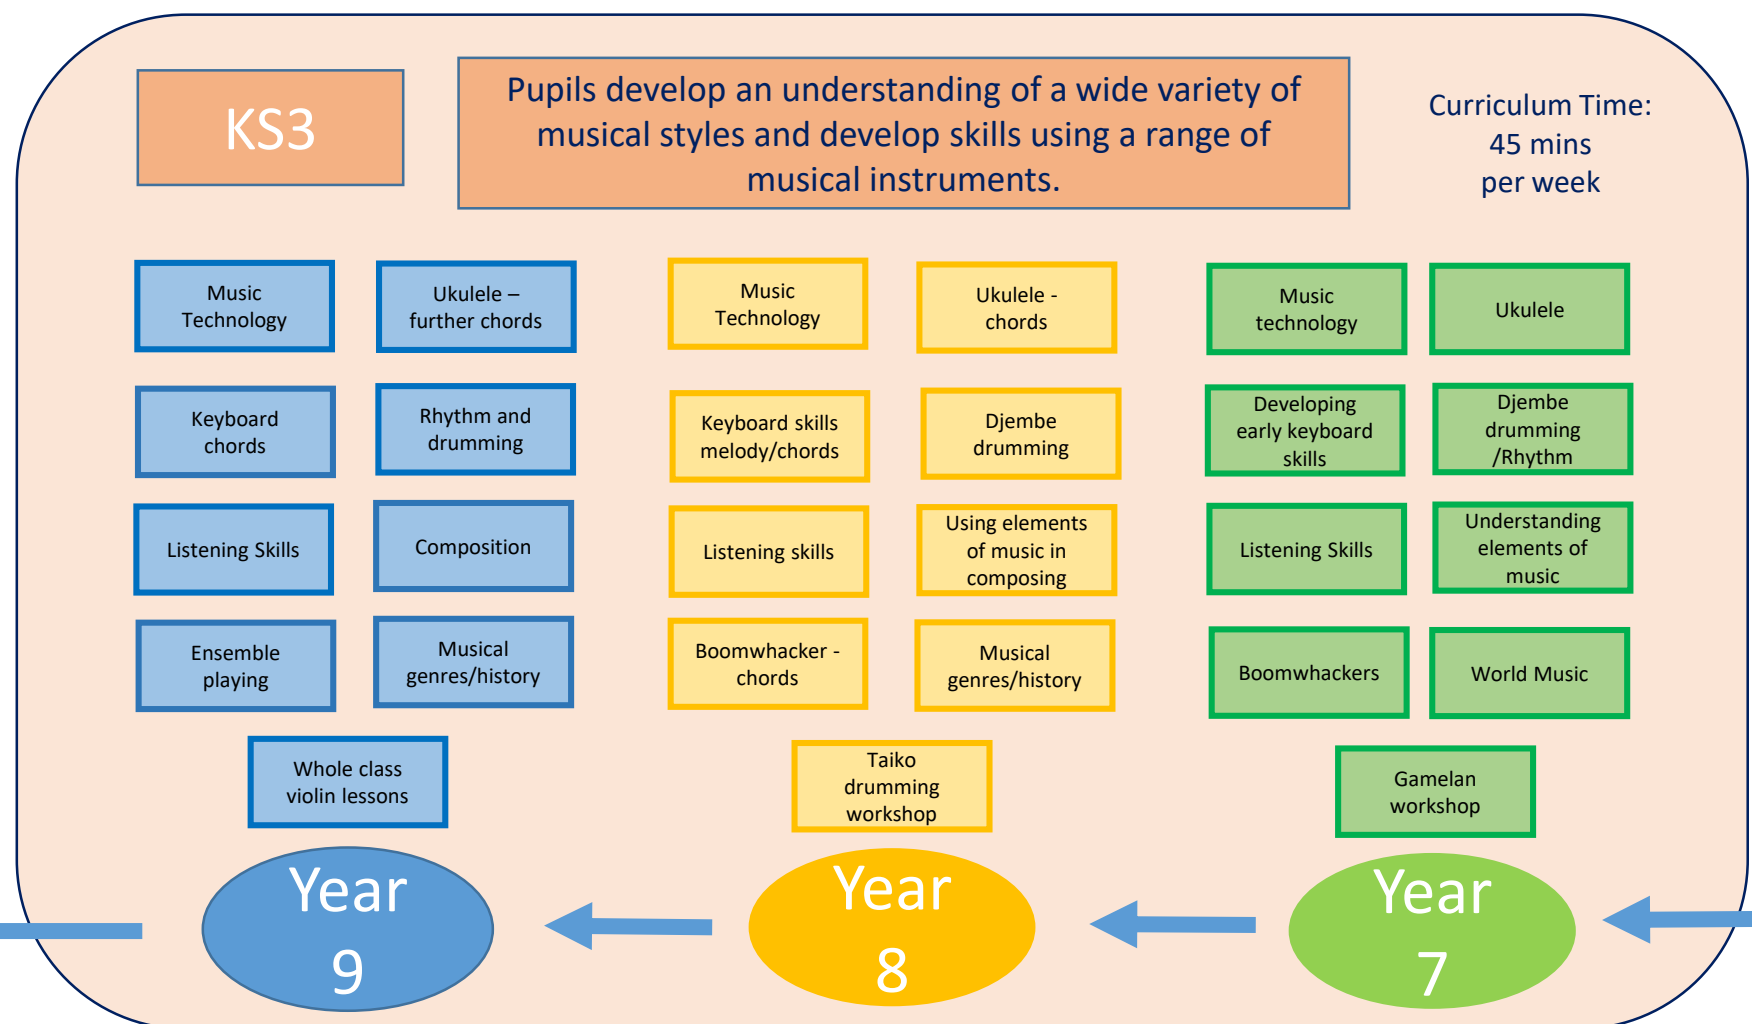 KS3
Pupils develop an understanding of a wide variety of
musical styles and develop skills using a range of
musical instruments.
Curriculum Time:
45 mins
per week
Music
Technology
Ukulele –
further chords
Keyboard
chords
Rhythm and
drumming
Listening Skills
Composition
Ensemble
playing
Musical
genres/history
Whole class
violin lessons
Year
9
Music
Technology
Ukulele -
chords
Keyboard skills
melody/chords
Djembe
drumming
Listening skills
Using elements
of music in
composing
Boomwhacker -
chords
Musical
genres/history
Taiko
drumming
workshop
Year
8
Music
technology
Ukulele
Developing
early keyboard
skills
Djembe
drumming
/Rhythm
Listening Skills
Understanding
elements of
music
Boomwhackers
World Music
Gamelan
workshop
Year
7